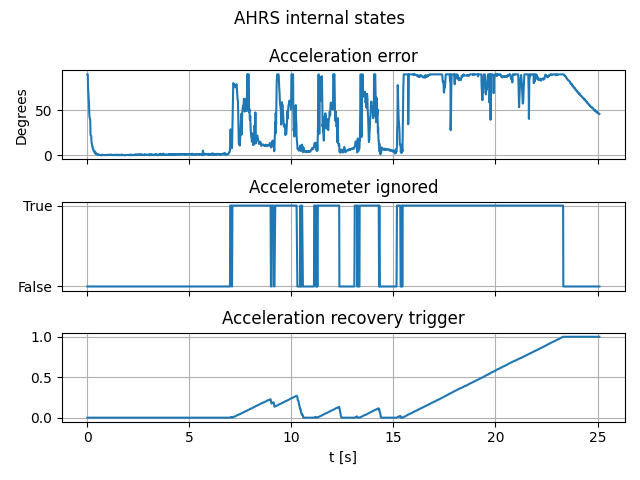 AHRS internal states
Acceleration error
Degrees
50
0
Accelerometer ignored
True
False
Acceleration recovery trigger
1.0
0.5
0.0
0 5 10 15 20 25
t [s]